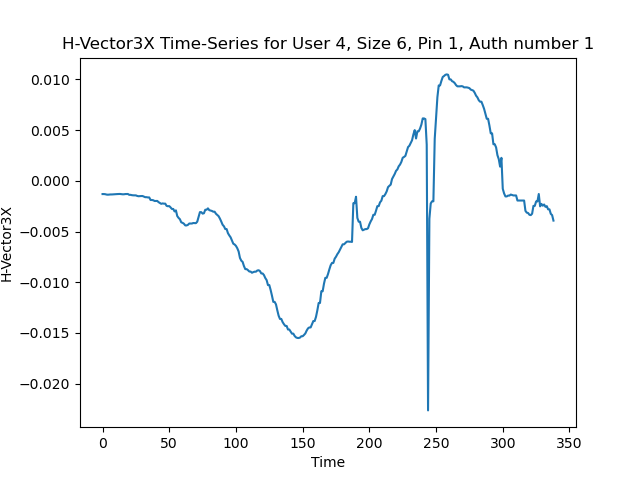 H-Vector3X Time-Series for User 4, Size 6, Pin 1, Auth number 1
0.010
0.005
0.000
−0.005
−0.010
−0.015
−0.020
H-Vector3X
0 50 100 150 200 250 300 350
Time